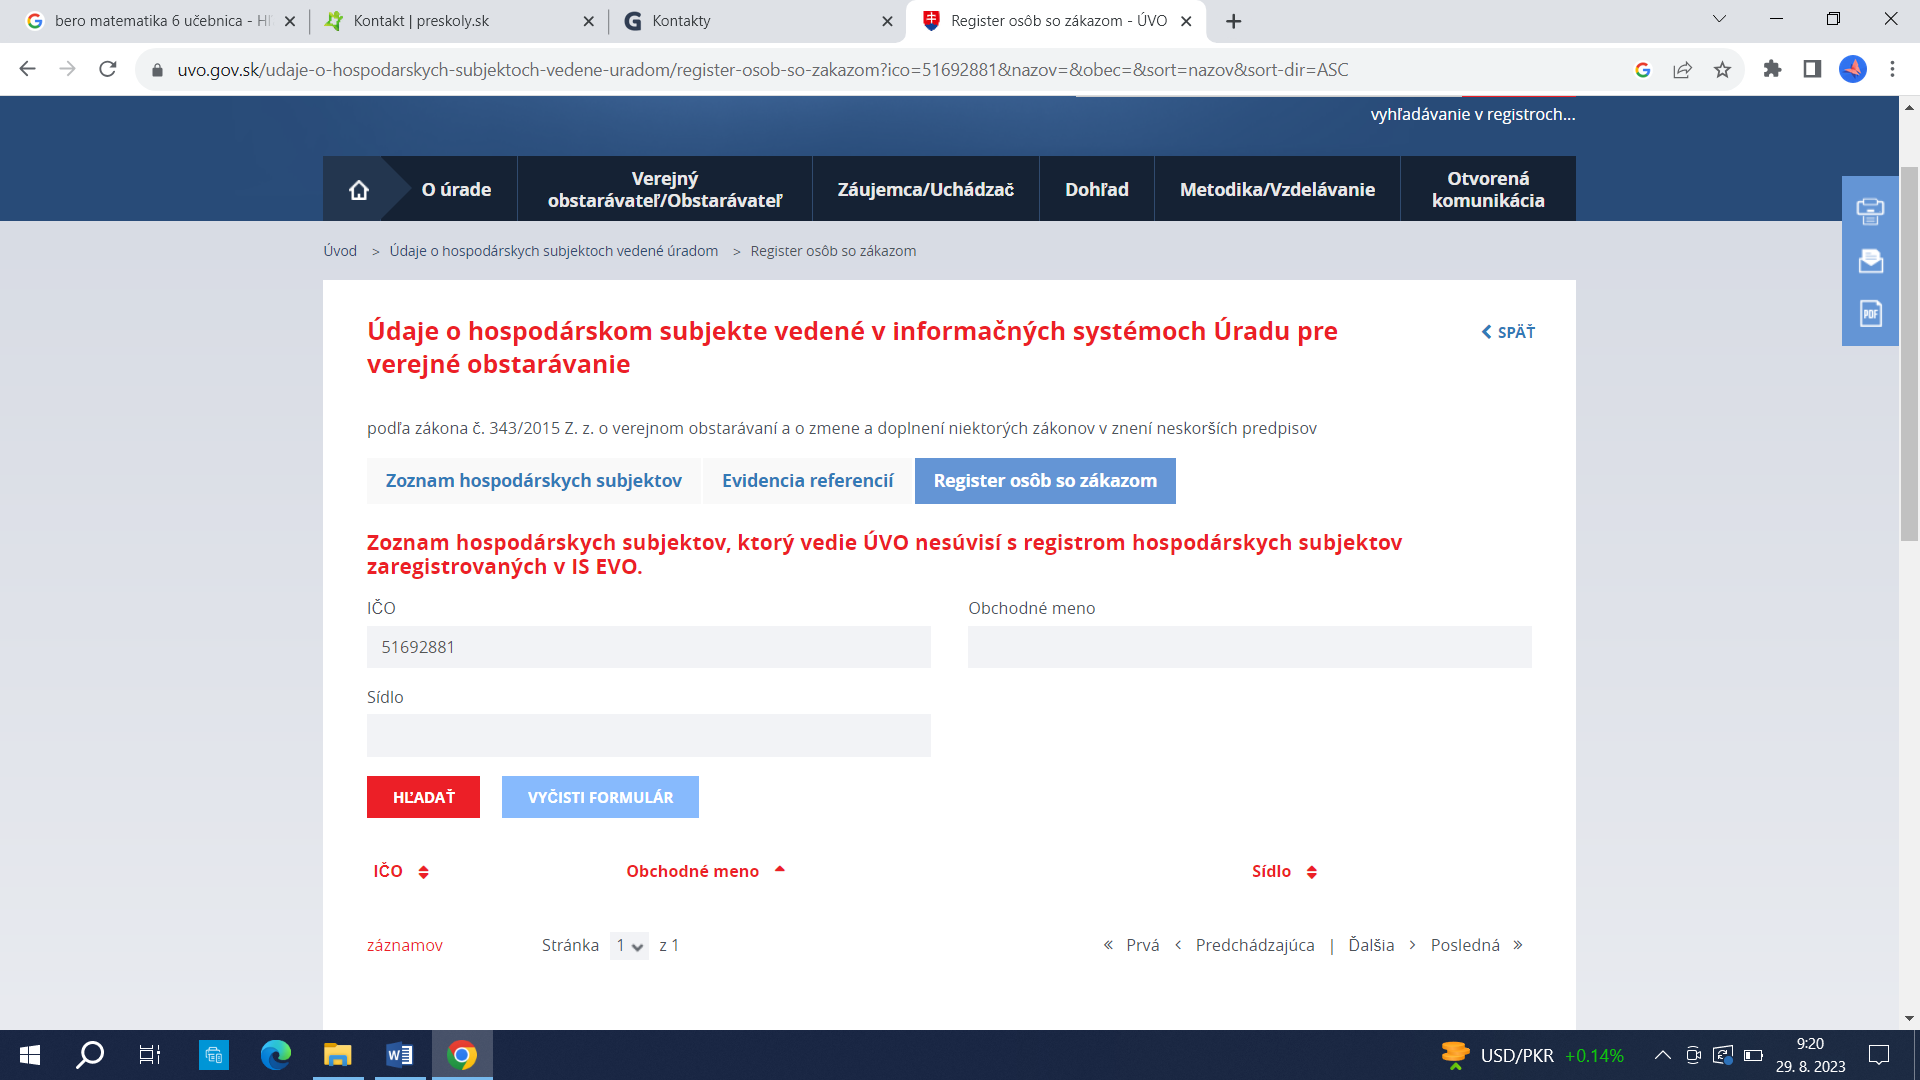 bero matematika 6 učebnica - Hľ
Kontakt | preskoly.sk
Kontakty
Register osôb so zákazom - ÚVO
uvo.gov.sk/udaje-o-hospodarskych-subjektoch-vedene-uradom/register-osob-so-zakazom?ico=51692881&nazov=&obec=&sort=nazov&sort-dir=ASC
vyhľadávanie v registroch...
O úrade
Verejný
obstarávateľ/Obstarávateľ
Záujemca/Uchádzač
Dohľad
Metodika/Vzdelávanie
Otvorená
komunikácia
Úvod > Údaje o hospodárskych subjektoch vedené úradom > Register osôb so zákazom
Údaje o hospodárskom subjekte vedené v informačných systémoch Úradu pre
verejné obstarávanie
SPÄŤ
PDF
podľa zákona č. 343/2015 Z. z. o verejnom obstarávaní a o zmene a doplnení niektorých zákonov v znení neskorších predpisov
Zoznam hospodárskych subjektov
Evidencia referencií
Register osôb so zákazom
Zoznam hospodárskych subjektov, ktorý vedie ÚVO nesúvisí s registrom hospodárskych subjektov
zaregistrovaných v IS EVO.
IČO
Obchodné meno
51692881
Sídlo
HĽADAŤ
VYČISTI FORMULÁR
IČO
Obchodné meno
Sídlo
záznamov
Stránka 1 z 1
« Prvá < Predchádzajúca | Ďalšia > Posledná »
USD/PKR +0.14%
9:20
29. 8. 2023